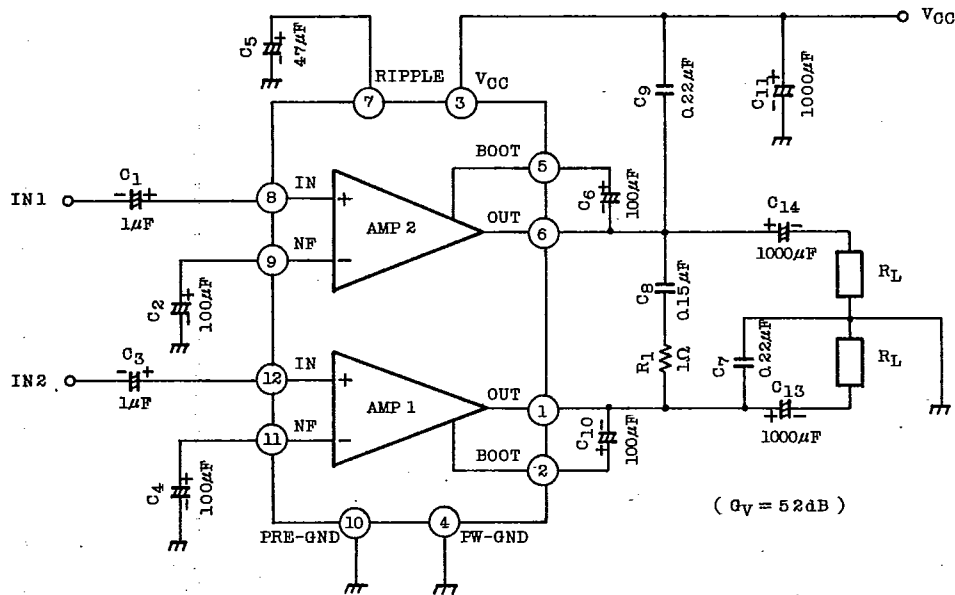 VCC
C5
47μF
RIPPLE
VCC
7
3
C9
0.22μF
C11
1000μF
BOOT
5
C6
100μF
IN1
C1
1μF
8
IN
AMP 2
OUT
6
C14
1000μF
RL
9
NF
C2
100μF
C8
0.15μF
R1
1Ω
C7
0.22μF
RL
IN2
C3
1μF
12
IN
AMP 1
OUT
1
C13
1000μF
11
NF
C4
100μF
C10
100μF
BOOT
2
(GV = 52dB)
10
4
PRE-GND
PW-GND